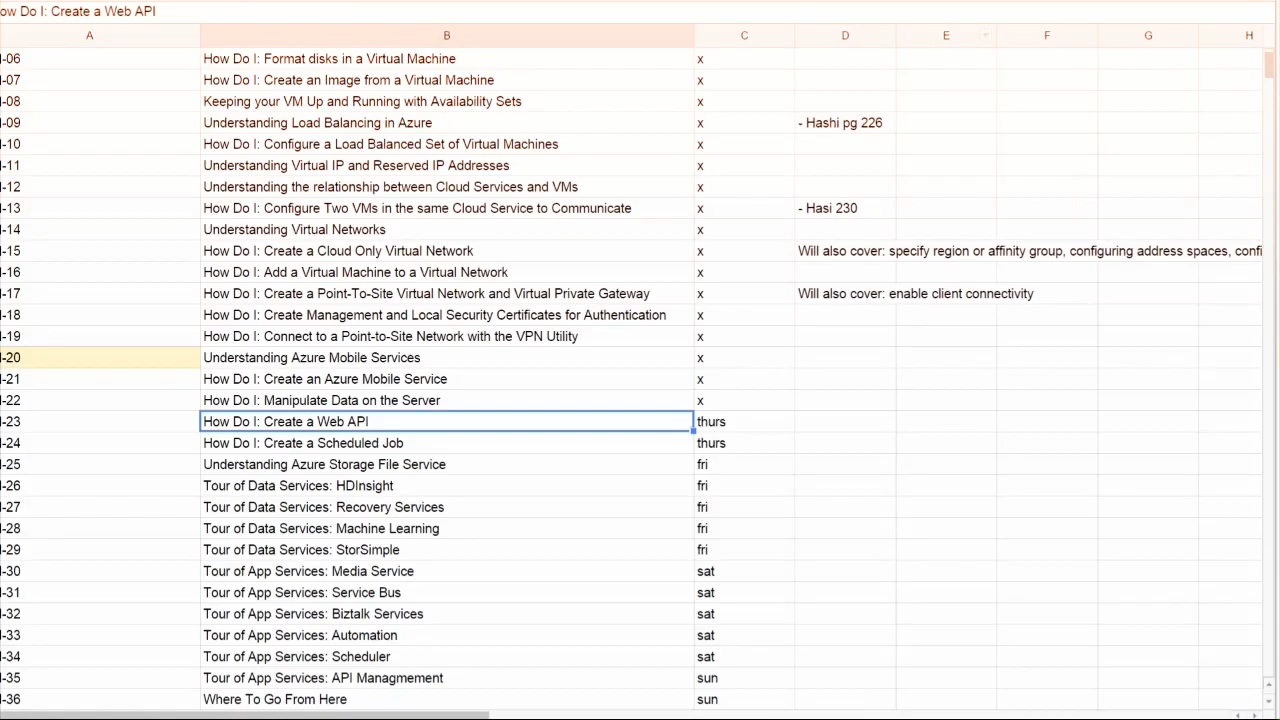 ow Do I: Create a Web API
A B C D E F G H
-06 How Do I: Format disks in a Virtual Machine x
-07 How Do I: Create an Image from a Virtual Machine x
-08 Keeping your VM Up and Running with Availability Sets x
-09 Understanding Load Balancing in Azure x - Hashi pg 226
-10 How Do I: Configure a Load Balanced Set of Virtual Machines x
-11 Understanding Virtual IP and Reserved IP Addresses x
-12 Understanding the relationship between Cloud Services and VMs x
-13 How Do I: Configure Two VMs in the same Cloud Service to Communicate x - Hasi 230
-14 Understanding Virtual Networks x
-15 How Do I: Create a Cloud Only Virtual Network x Will also cover: specify region or affinity group, configuring address spaces, confi
-16 How Do I: Add a Virtual Machine to a Virtual Network x
-17 How Do I: Create a Point-To-Site Virtual Network and Virtual Private Gateway x Will also cover: enable client connectivity
-18 How Do I: Create Management and Local Security Certificates for Authentication x
-19 How Do I: Connect to a Point-to-Site Network with the VPN Utility x
-20 Understanding Azure Mobile Services x
-21 How Do I: Create an Azure Mobile Service x
-22 How Do I: Manipulate Data on the Server x
-23 How Do I: Create a Web API thurs
-24 How Do I: Create a Scheduled Job thurs
-25 Understanding Azure Storage File Service fri
-26 Tour of Data Services: HDInsight fri
-27 Tour of Data Services: Recovery Services fri
-28 Tour of Data Services: Machine Learning fri
-29 Tour of Data Services: StorSimple fri
-30 Tour of App Services: Media Service sat
-31 Tour of App Services: Service Bus sat
-32 Tour of App Services: Biztalk Services sat
-33 Tour of App Services: Automation sat
-34 Tour of App Services: Scheduler sat
-35 Tour of App Services: API Managmement sun
-36 Where To Go From Here sun